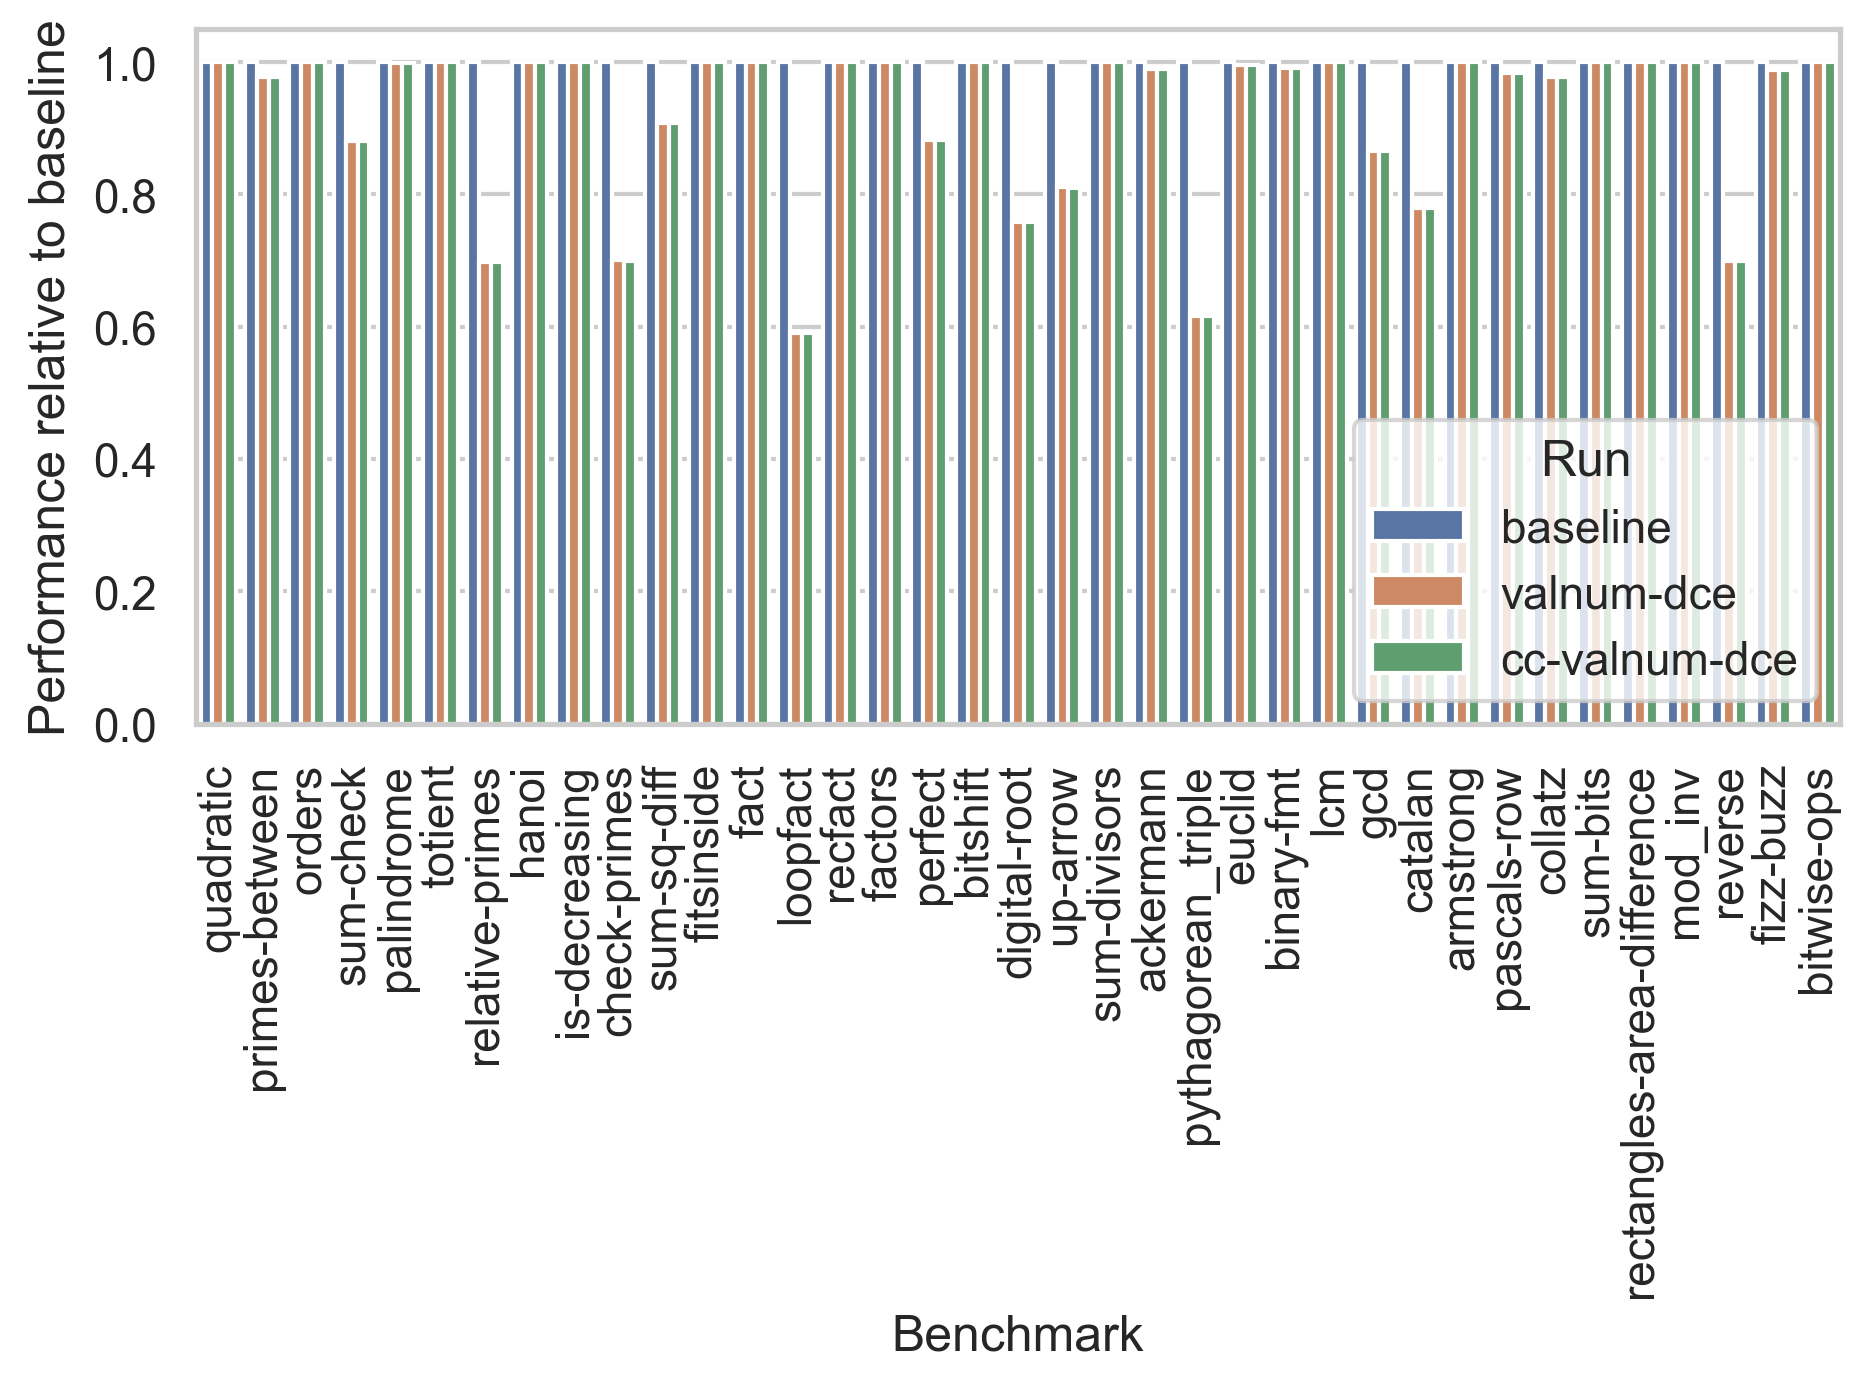 Performance relative to baseline
1.0
0.8
0.6
0.4
0.2
0.0
Run
baseline
valnum-dce
cc-valnum-dce
quadratic
primes-between
orders
sum-check
palindrome
totient
relative-primes
hanoi
is-decreasing
check-primes
sum-sq-diff
fitsinside
fact
loopfact
recfact
factors
perfect
bitshift
digital-root
up-arrow
sum-divisors
ackermann
pythagorean_triple
euclid
binary-fmt
lcm
gcd
catalan
armstrong
pascals-row
collatz
sum-bits
rectangles-area-difference
mod_inv
reverse
fizz-buzz
bitwise-ops
Benchmark